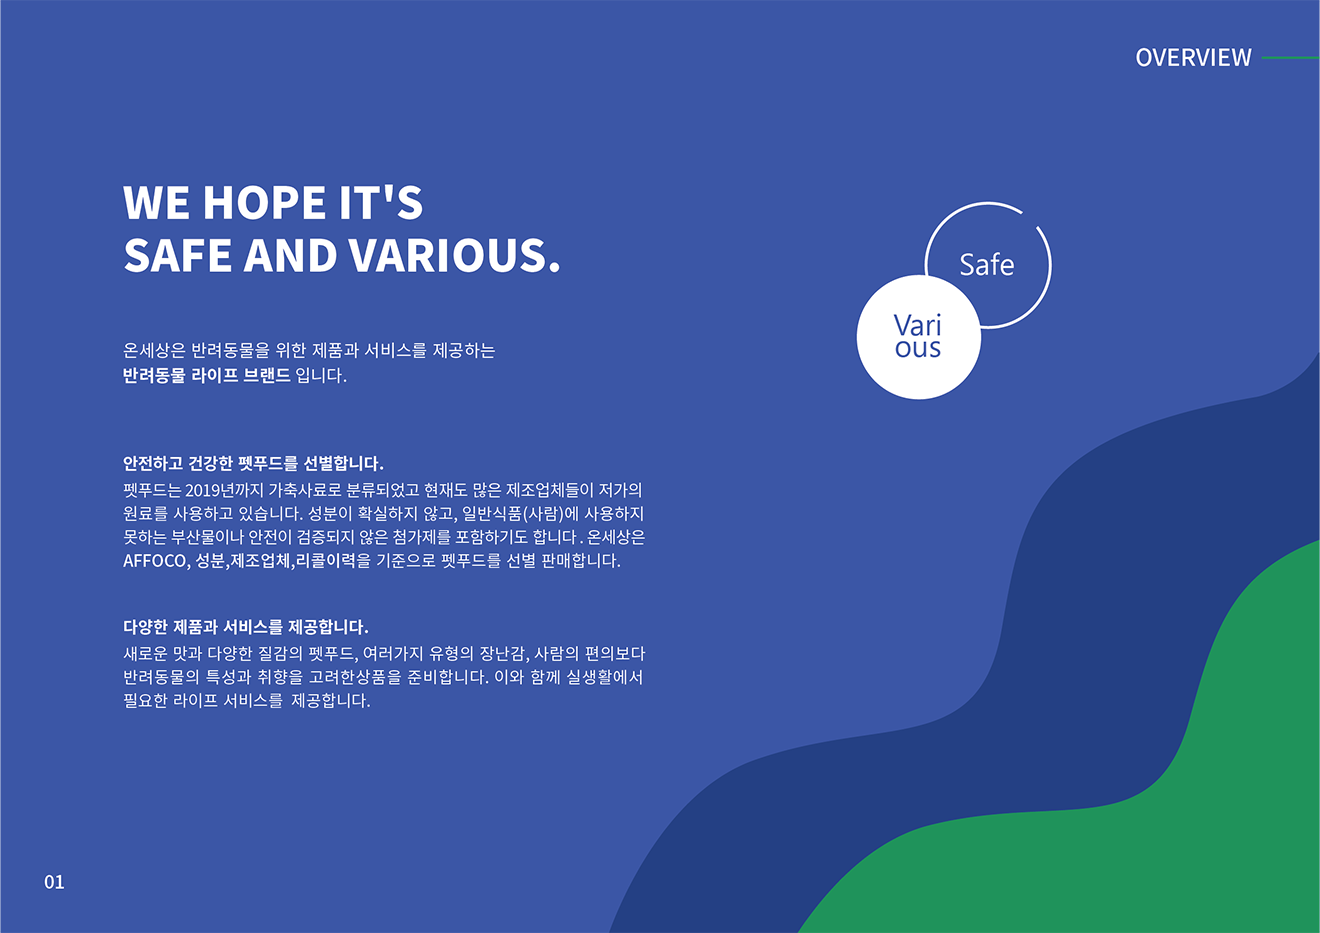 OVERVIEW
WE HOPE IT'S
SAFE AND VARIOUS.
Safe
Vari
ous
온세상은 반려동물을 위한 제품과 서비스를 제공하는
반려동물 라이프 브랜드 입니다.
안전하고 건강한 펫푸드를 선별합니다.
펫푸드는 2019년까지 가축사료로 분류되었고 현재도 많은 제조업체들이 저가의
원료를 사용하고 있습니다. 성분이 확실하지 않고, 일반식품(사람)에 사용하지
못하는 부산물이나 안전이 검증되지 않은 첨가제를 포함하기도 합니다 . 온세상은
AFFOCO, 성분,제조업체,리콜이력을 기준으로 펫푸드를 선별 판매합니다.
다양한 제품과 서비스를 제공합니다.
새로운 맛과 다양한 질감의 펫푸드, 여러가지 유형의 장난감, 사람의 편의보다
반려동물의 특성과 취향을 고려한상품을 준비합니다. 이와 함께 실생활에서
필요한 라이프 서비스를 제공합니다.
01